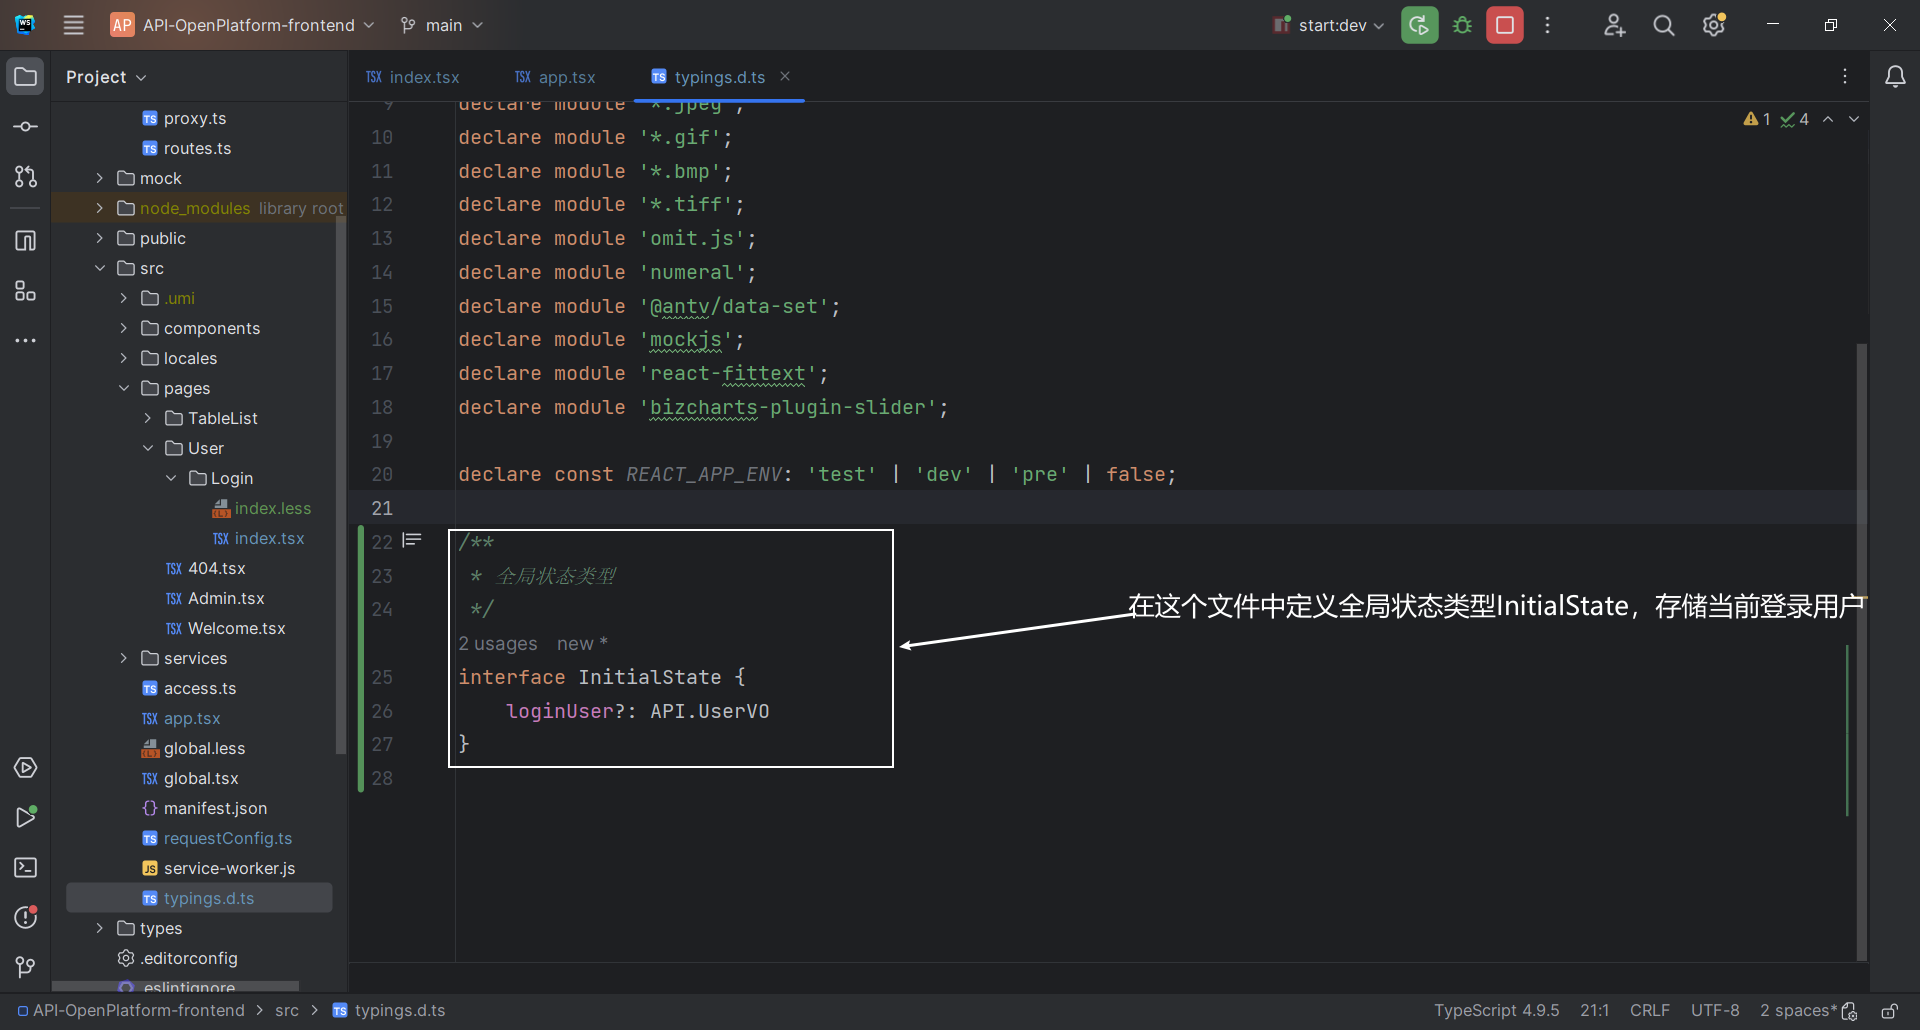 AP API-OpenPlatform-frontend main start:dev
Project
index.tsx app.tsx typings.d.ts
proxy.ts
routes.ts
mock
node_modules library root
public
src
.umi
components
locales
pages
TableList
User
Login
index.less
index.tsx
404.tsx
Admin.tsx
Welcome.tsx
services
access.ts
app.tsx
global.less
global.tsx
manifest.json
requestConfig.ts
service-worker.js
typings.d.ts
types
.editorconfig
.eslintignore
1 4
9 declare module '*.jpeg';
10 declare module '*.gif';
11 declare module '*.bmp';
12 declare module '*.tiff';
13 declare module 'omit.js';
14 declare module 'numeral';
15 declare module '@antv/data-set';
16 declare module 'mockjs';
17 declare module 'react-fittext';
18 declare module 'bizcharts-plugin-slider';
19
20 declare const REACT_APP_ENV: 'test' | 'dev' | 'pre' | false;
21
22 /**
23 * 全局状态类型
24 */
2 usages new *
25 interface InitialState {
26 loginUser?: API.UserVO
27 }
28
在这个文件中定义全局状态类型InitialState，存储当前登录用户
API-OpenPlatform-frontend > src > typings.d.ts
TypeScript 4.9.5 21:1 CRLF UTF-8 2 spaces*